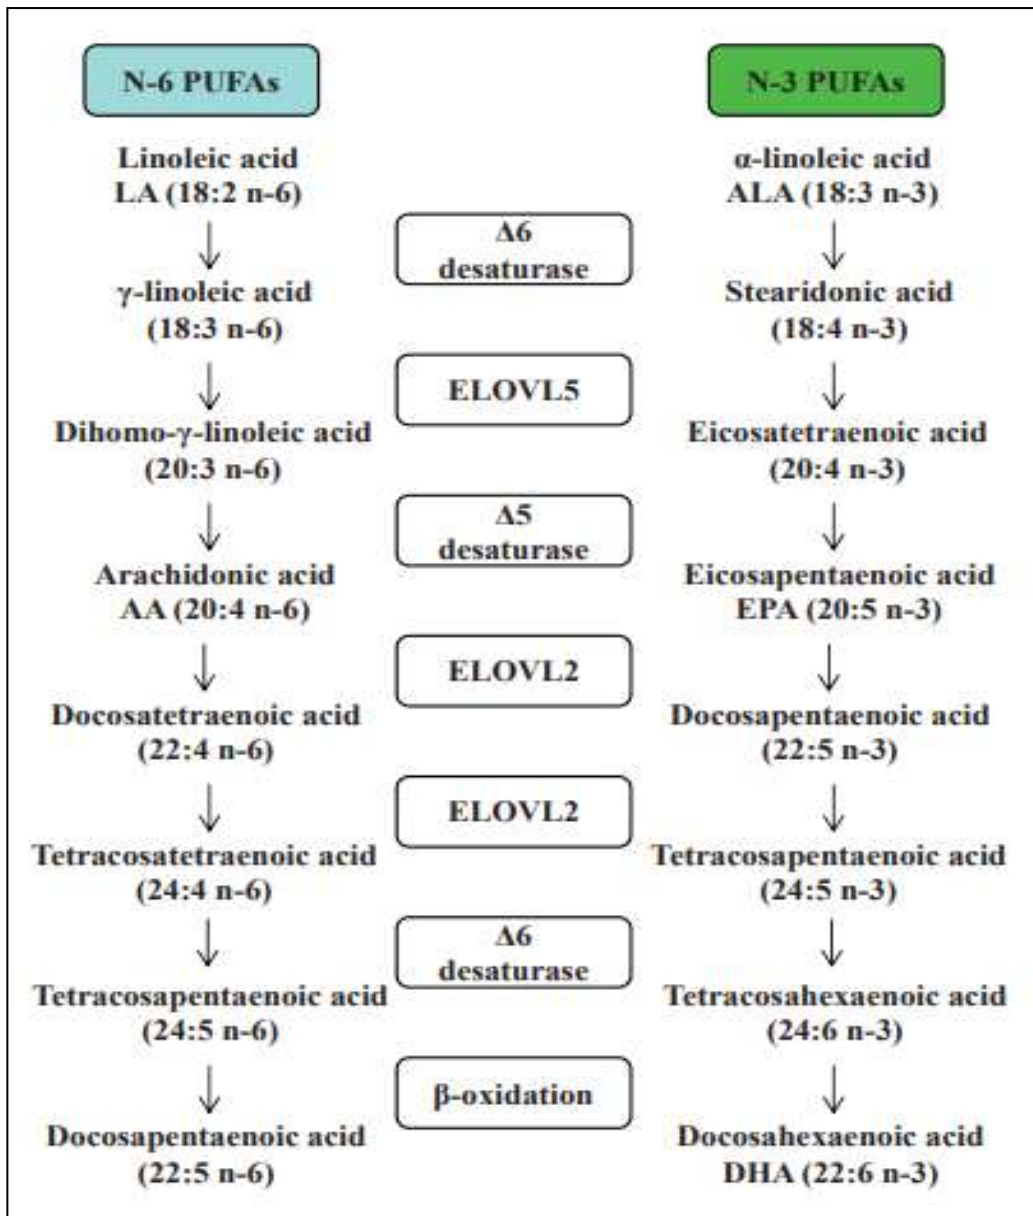 N-6 PUFAs
N-3 PUFAs
Linoleic acid
LA (18:2 n-6)
α-linoleic acid
ALA (18:3 n-3)
Δ6
desaturase
γ-linoleic acid
(18:3 n-6)
Stearidonic acid
(18:4 n-3)
ELOVL5
Dihomo-γ-linoleic acid
(20:3 n-6)
Eicosatetraenoic acid
(20:4 n-3)
Δ5
desaturase
Arachidonic acid
AA (20:4 n-6)
Eicosapentaenoic acid
EPA (20:5 n-3)
ELOVL2
Docosatetraenoic acid
(22:4 n-6)
Docosapentaenoic acid
(22:5 n-3)
ELOVL2
Tetracosatetraenoic acid
(24:4 n-6)
Tetracosapentaenoic acid
(24:5 n-3)
Δ6
desaturase
Tetracosapentaenoic acid
(24:5 n-6)
Tetracosahexaenoic acid
(24:6 n-3)
β-oxidation
Docosapentaenoic acid
(22:5 n-6)
Docosahexaenoic acid
DHA (22:6 n-3)